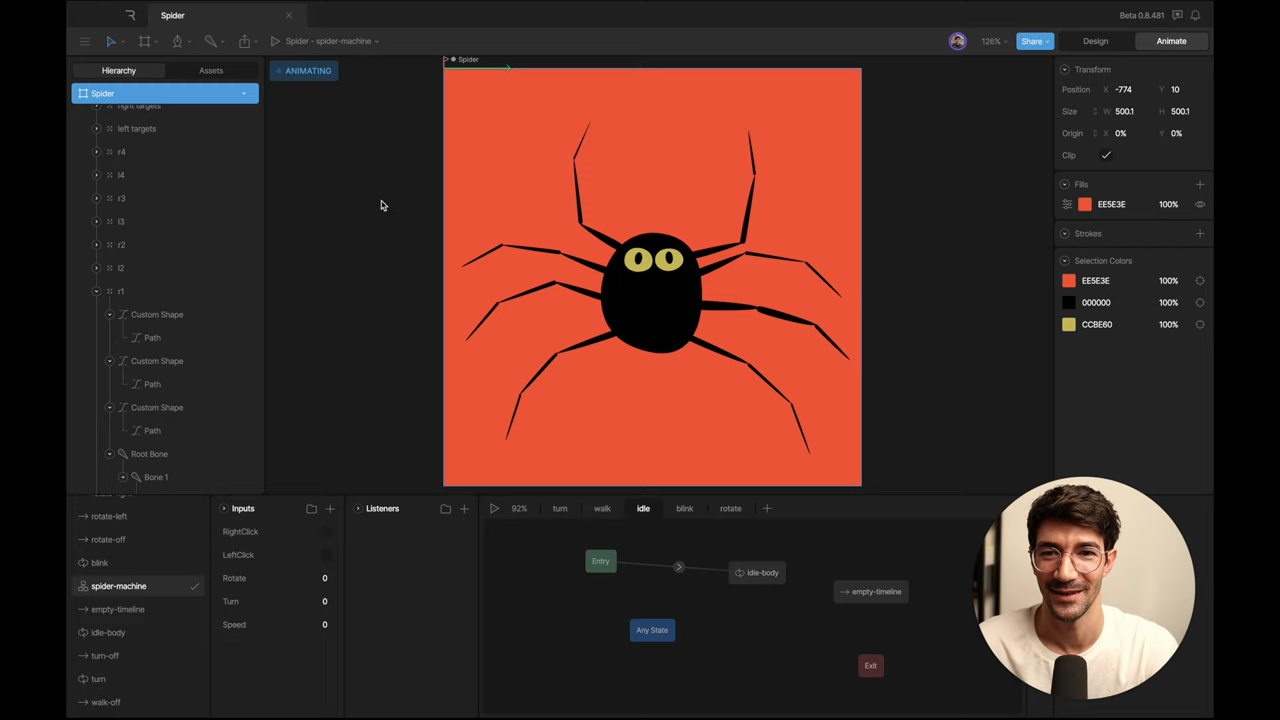 Spider
Beta 0.8.481
Spider - spider-machine
126%
Share
Design
Animate
Hierarchy
Assets
ANIMATING
Spider
Spider
right targets
left targets
r4
l4
r3
l3
r2
l2
r1
Custom Shape
Path
Custom Shape
Path
Custom Shape
Path
Root Bone
Bone 1
Transform
Position X -774 Y 10
Size W 500.1 H 500.1
Origin X 0% Y 0%
Clip
Fills
EE5E3E 100%
Strokes
Selection Colors
EE5E3E 100%
000000 100%
CCBE60 100%
rotate-right
rotate-left
rotate-off
blink
spider-machine
empty-timeline
idle-body
turn-off
turn
walk-off
Inputs
RightClick
LeftClick
Rotate 0
Turn 0
Speed 0
Listeners
92% turn walk idle blink rotate
Entry
idle-body
empty-timeline
Any State
Exit